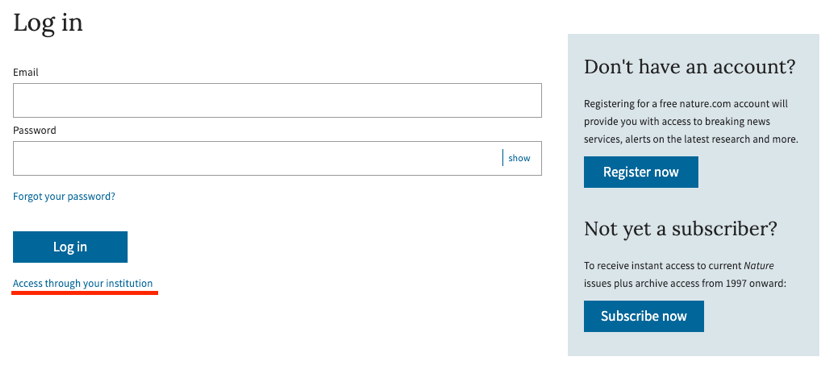 Log in
Email
Password
show
Forgot your password?
Log in
Access through your institution
Don't have an account?
Registering for a free nature.com account will
provide you with access to breaking news
services, alerts on the latest research and more.
Register now
Not yet a subscriber?
To receive instant access to current Nature
issues plus archive access from 1997 onward:
Subscribe now